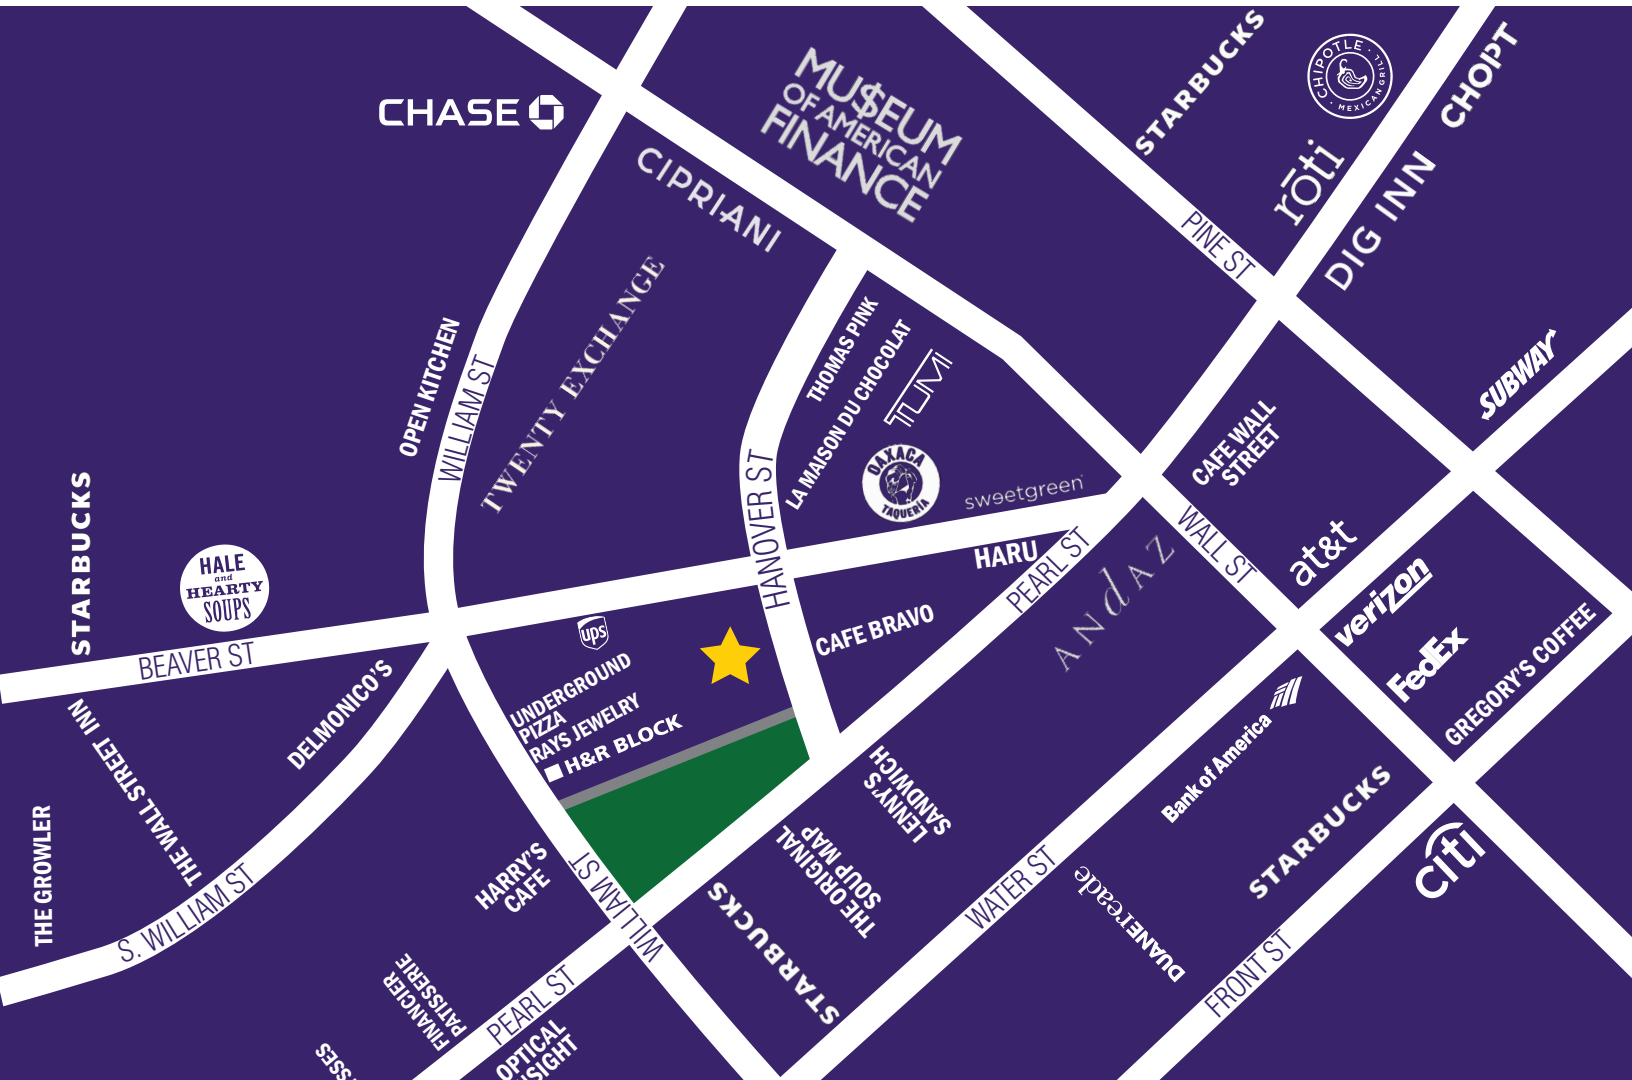 STARBUCKS
CHIPOTLE
MEXICAN GRILL
CHOPT
rōti
DIG INN
CHASE
MU$EUM
OF AMERICAN
FINANCE
CIPRIANI
PINE ST
TWENTY EXCHANGE
OPEN KITCHEN
WILLIAM ST
THOMAS PINK
LA MAISON DU CHOCOLAT
TUMI
OAXACA
TAQUERÍA
sweetgreen
HANOVER ST
SUBWAY
CAFE WALL
STREET
WALL ST
at&t
verizon
FedEx
GREGORY'S COFFEE
HARU
PEARL ST
ANdAZ
CAFE BRAVO
STARBUCKS
HALE
and
HEARTY
SOUPS
BEAVER ST
ups
UNDERGROUND
PIZZA
RAYS JEWELRY
H&R BLOCK
DELMONICO'S
THE WALL STREET INN
THE GROWLER
S. WILLIAM ST
HARRY'S
CAFE
WILLIAM ST
LENNY'S
SANDWICH
THE ORIGINAL
SOUP MAP
STARBUCKS
Bank of America
WATER ST
DUANEreade
STARBUCKS
citi
FRONT ST
FINANCIER
PATISSERIE
PEARL ST
OPTICAL